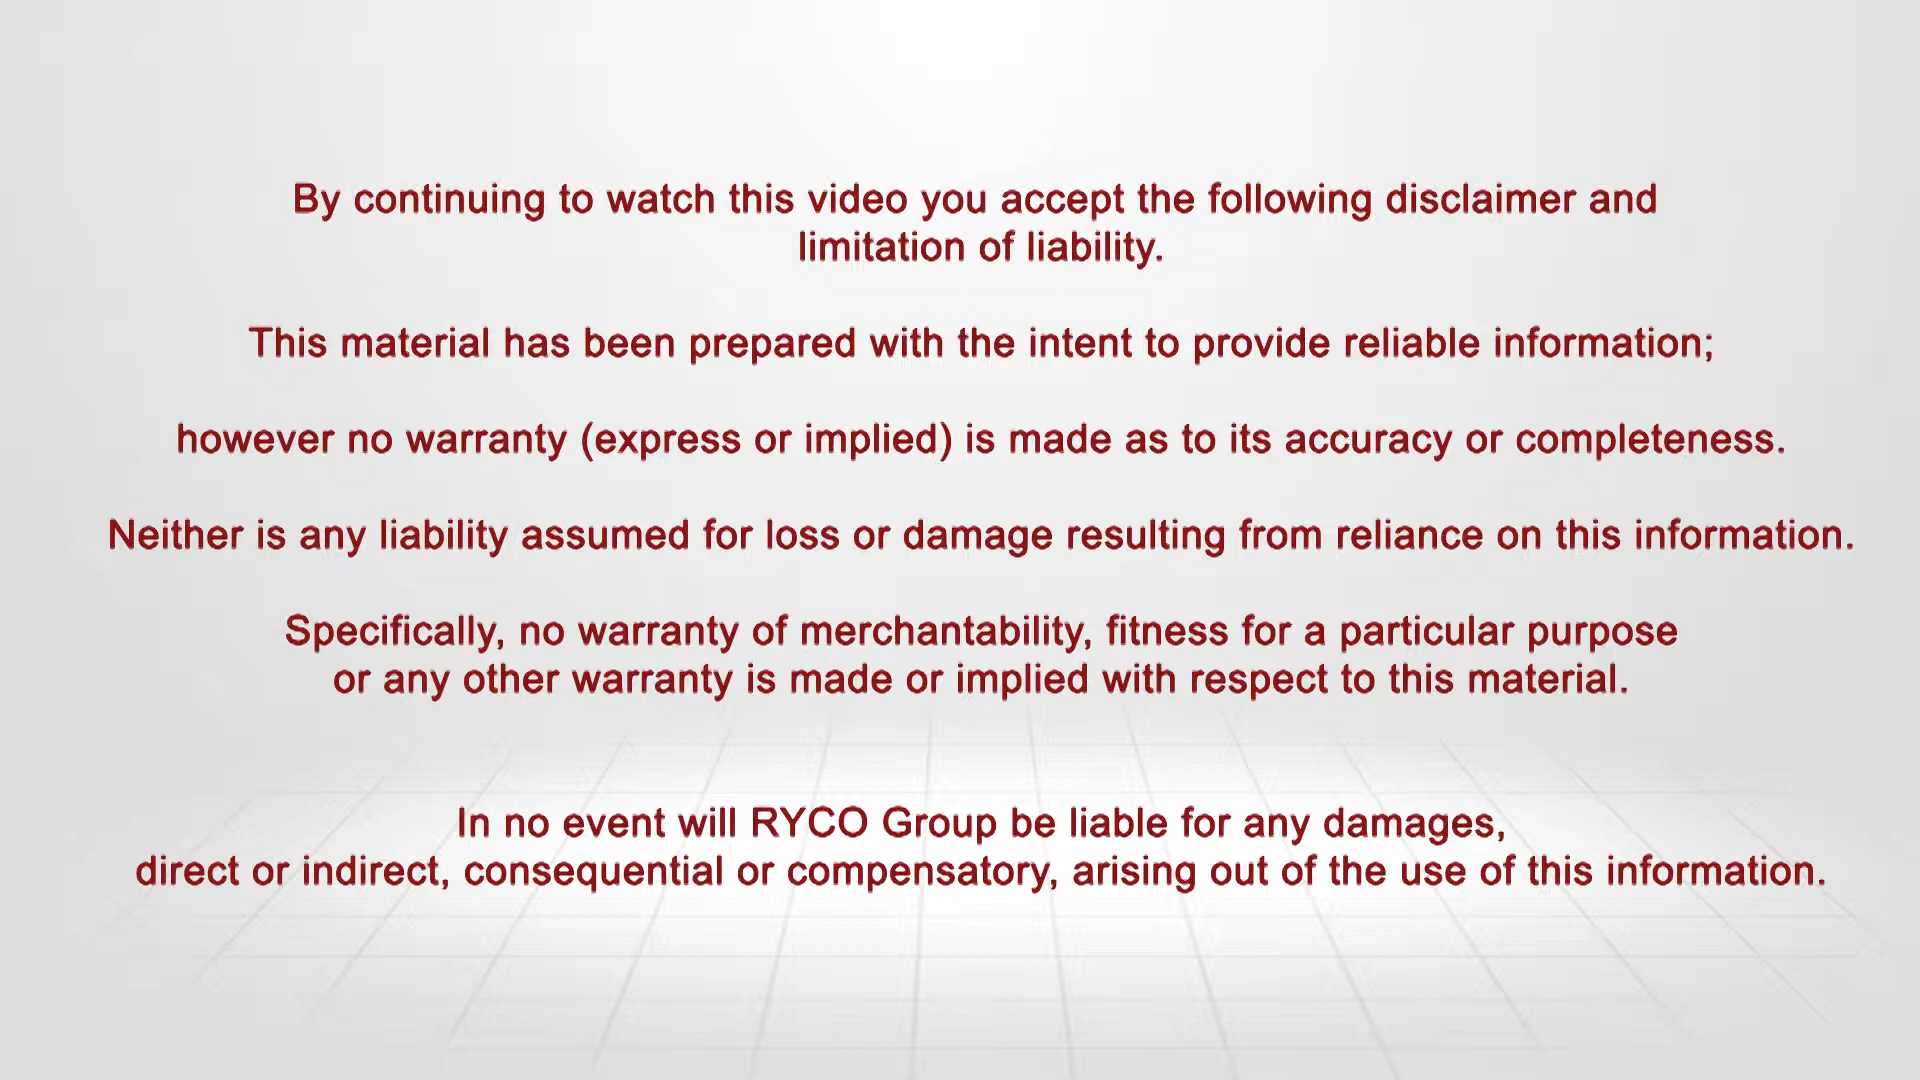 By continuing to watch this video you accept the following disclaimer and
limitation of liability.
This material has been prepared with the intent to provide reliable information;
however no warranty (express or implied) is made as to its accuracy or completeness.
Neither is any liability assumed for loss or damage resulting from reliance on this information.
Specifically, no warranty of merchantability, fitness for a particular purpose
or any other warranty is made or implied with respect to this material.
In no event will RYCO Group be liable for any damages,
direct or indirect, consequential or compensatory, arising out of the use of this information.